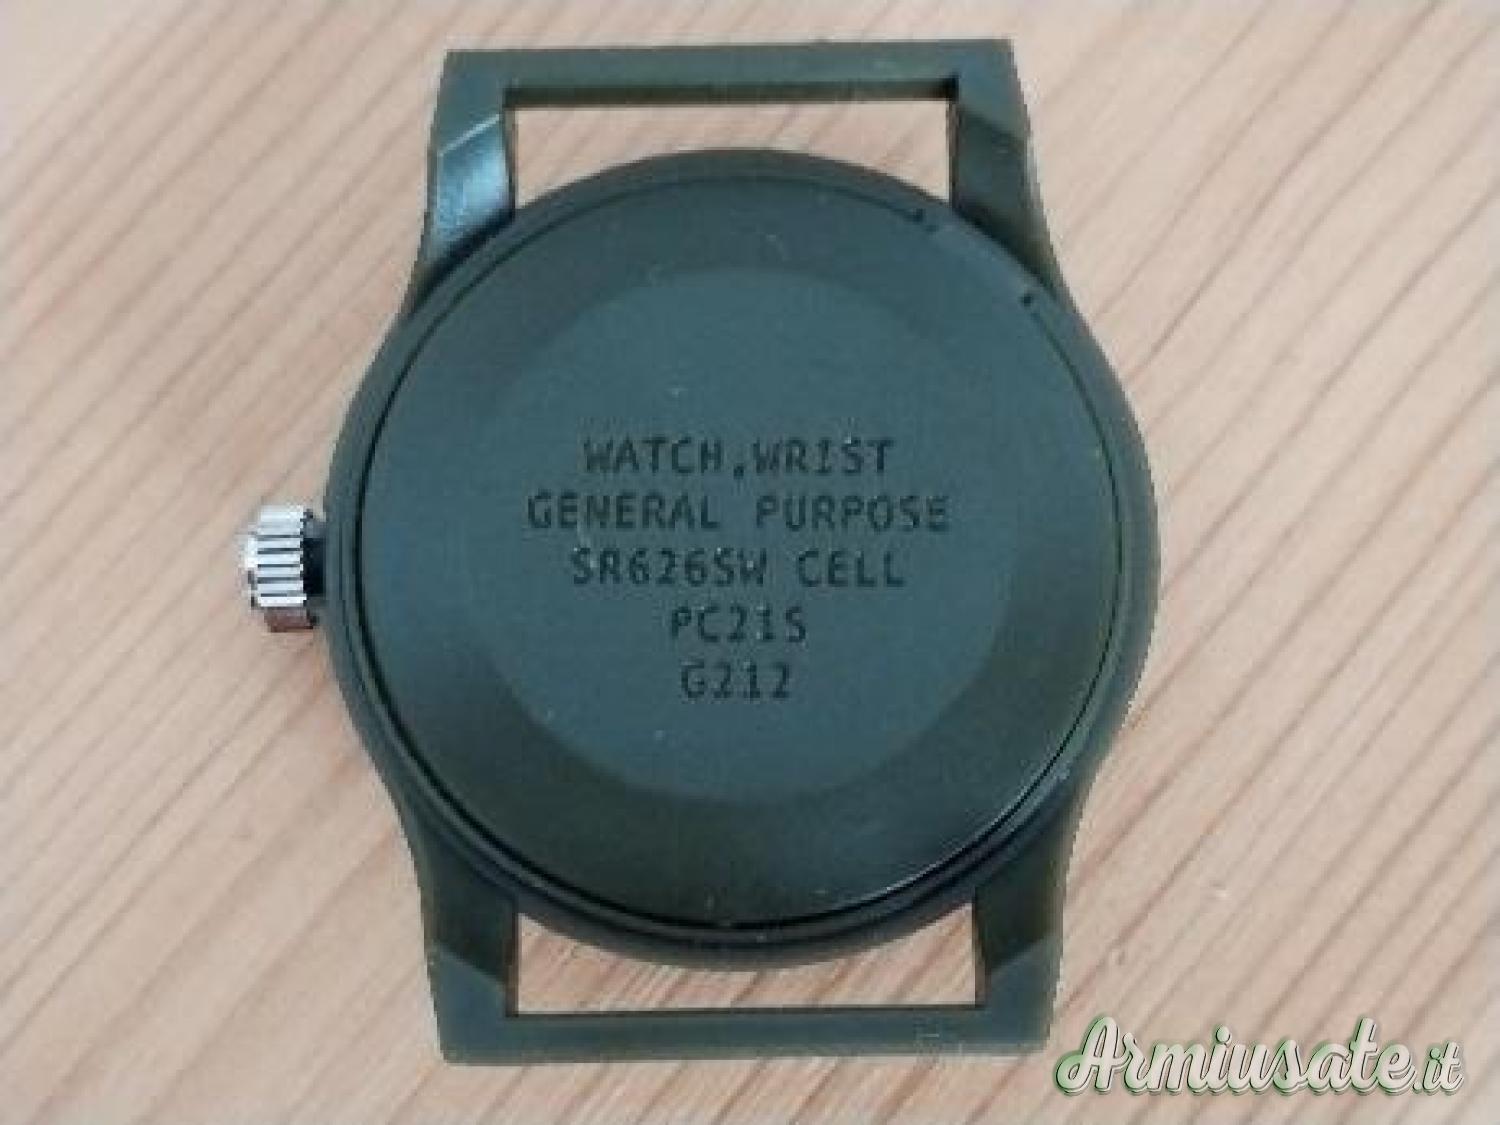 WATCH,WRIST
GENERAL PURPOSE
SR626SW CELL
PC21S
G212
Armiusate.it